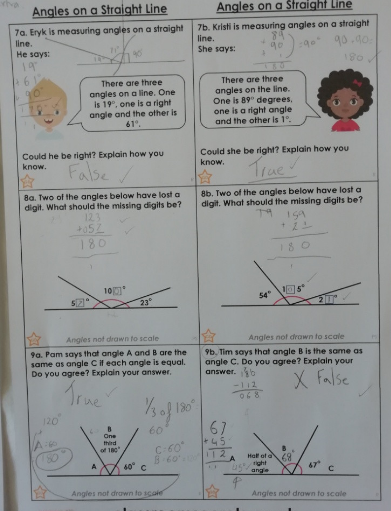 Angles on a Straight Line
Angles on a Straight Line
7a. Eryk is measuring angles on a straight
line.
He says:
19
+61
+90
There are three
angles on a line. One
is 19°, one is a right
angle and the other is
61°.
Could he be right? Explain how you
know.
False
7b. Kristi is measuring angles on a straight
line.
She says:
89
90
180
There are three
angles on the line.
One is 89° degrees,
one is a right angle
and the other is 1°.
Could she be right? Explain how you
know.
True
8a. Two of the angles below have lost a
digit. What should the missing digits be?
123
+057
180
10 °
5 °
23°
Angles not drawn to scale
8b. Two of the angles below have lost a
digit. What should the missing digits be?
159
+21
180
54°
1 5°
2 °
Angles not drawn to scale
9a. Pam says that angle A and B are the
same as angle C if each angle is equal.
Do you agree? Explain your answer.
True
1/3 of 180°
60°
120°
A=60
180°
C=60
B=60
B
One
third
of 180°
A
60°
C
Angles not drawn to scale
9b. Tim says that angle B is the same as
angle C. Do you agree? Explain your
answer.
180
-112
068
X False
67
+45
112
A
Half of a
right
angle
B
68°
67°
C
Angles not drawn to scale